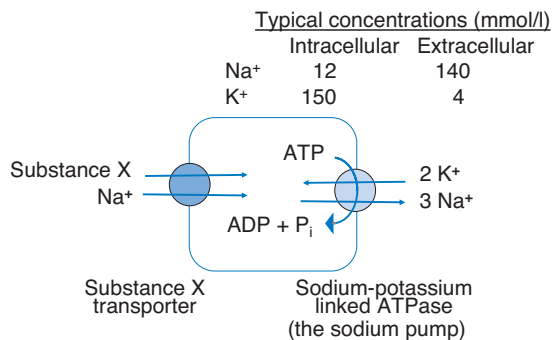 Typical concentrations (mmol/l)
Intracellular Extracellular
Na⁺ 12 140
K⁺ 150 4
Substance X
Na⁺
ATP
ADP + Pᵢ
2 K⁺
3 Na⁺
Substance X
transporter
Sodium-potassium
linked ATPase
(the sodium pump)